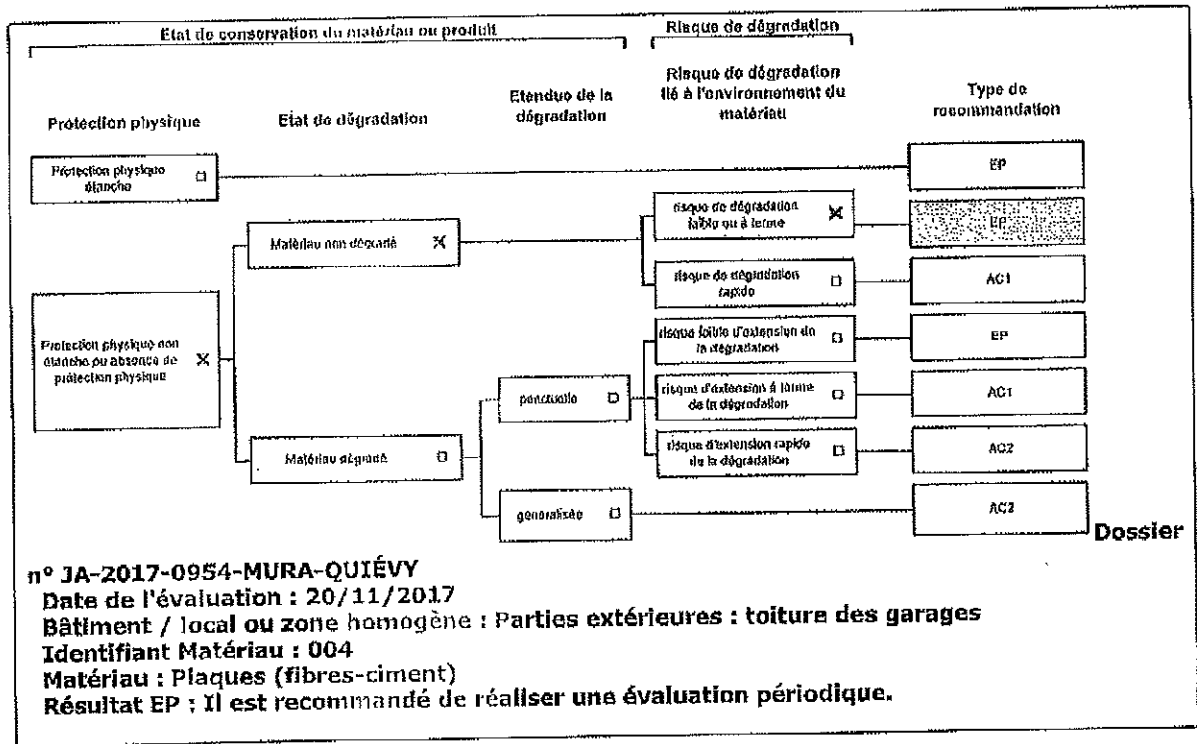 Etat de conservation du matériau ou produit
Risque de dégradation
Protection physique
Etat de dégradation
Etendue de la
dégradation
Risque de dégradation
lié à l'environnement du
matériau
Type de
recommandation
Protection physique
étanche
EP
risque de dégradation
faible ou à terme
EP
Matériau non dégradé
risque de dégradation
rapide
AC1
Protection physique non
étanche ou absence de
protection physique
risque faible d'extension de
la dégradation
EP
ponctuelle
risque d'extension à terme
de la dégradation
AC1
Matériau dégradé
risque d'extension rapide
de la dégradation
AC2
généralisée
AC2
Dossier
n° JA-2017-0954-MURA-QUIÉVY
Date de l'évaluation : 20/11/2017
Bâtiment / local ou zone homogène : Parties extérieures : toiture des garages
Identifiant Matériau : 004
Matériau : Plaques (fibres-ciment)
Résultat EP : Il est recommandé de réaliser une évaluation périodique.